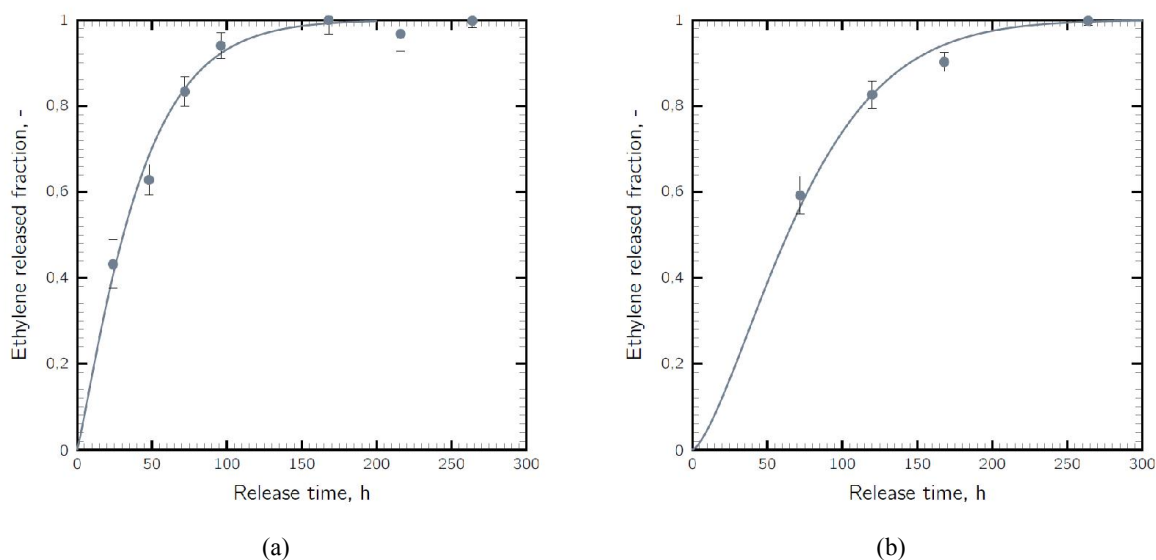 1
0,8
0,6
0,4
0,2
0
0 50 100 150 200 250 300
Ethylene released fraction, -
Release time, h
(a)
1
0,8
0,6
0,4
0,2
0
0 50 100 150 200 250 300
Ethylene released fraction, -
Release time, h
(b)